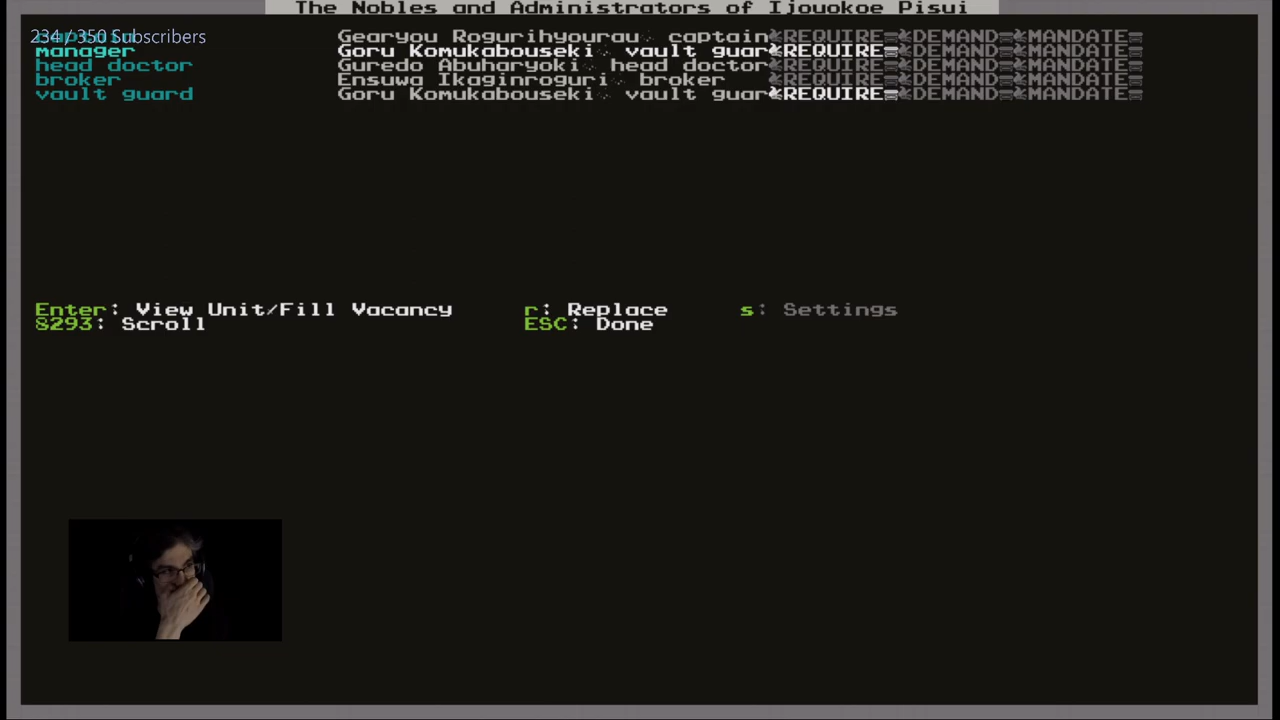 The Nobles and Administrators of Ijouokoe Pisui
234 / 350 Subscribers
Gearyou Rogurihyourau captain REQUIRE DEMAND MANDATE
manager Goru Komukabouseki vault guar REQUIRE DEMAND MANDATE
head doctor Guredo Abuharyoki head doctor REQUIRE DEMAND MANDATE
broker Ensuwa Ikaginroguri broker REQUIRE DEMAND MANDATE
vault guard Goru Komukabouseki vault guar REQUIRE DEMAND MANDATE
Enter: View Unit/Fill Vacancy r: Replace s: Settings
8293: Scroll ESC: Done